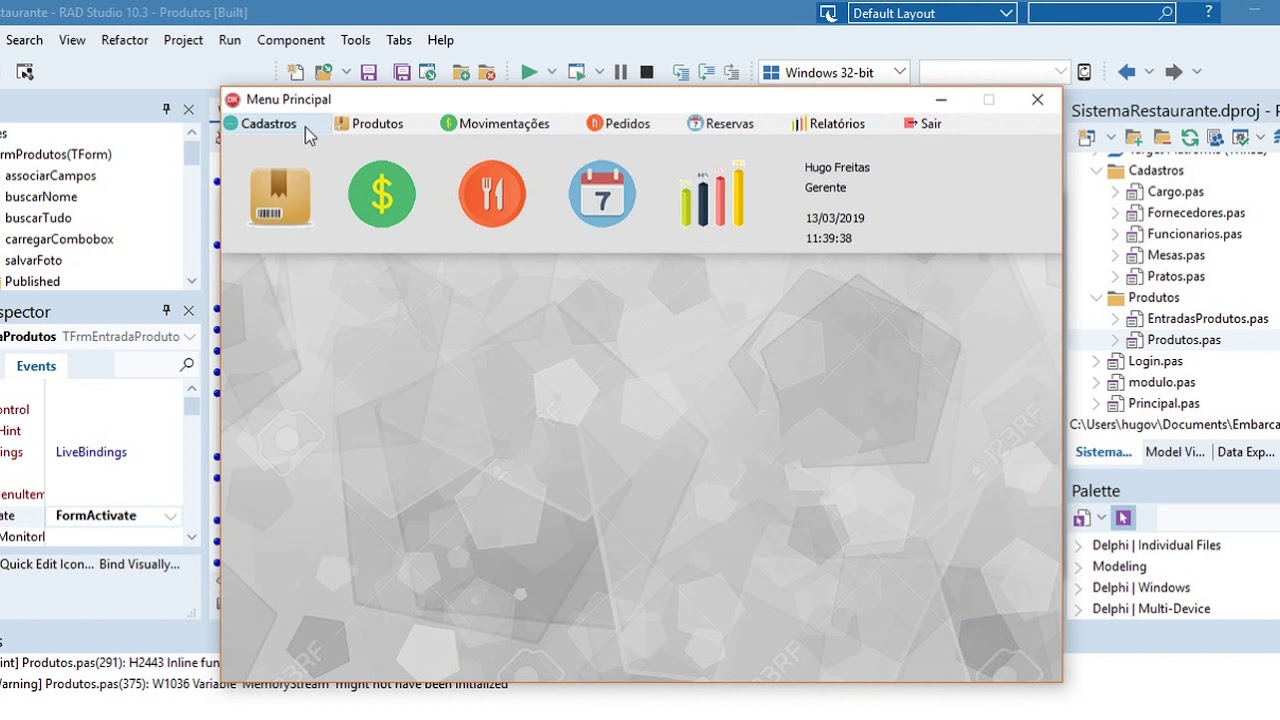 staurante - RAD Studio 10.3 - Produtos [Built]
Default Layout
?
Search View Refactor Project Run Component Tools Tabs Help
Windows 32-bit
Menu Principal
Cadastros Produtos Movimentações Pedidos Reservas Relatórios Sair
7
Hugo Freitas
Gerente
13/03/2019
11:39:38
es
rmProdutos(TForm)
associarCampos
buscarNome
buscarTudo
carregarCombobox
salvarFoto
Published
spector
aProdutos TFrmEntradaProduto
Events
ontrol
Hint
ings LiveBindings
enuItem
ate FormActivate
Monitorl
Quick Edit Icon... Bind Visually...
s
int] Produtos.pas(291): H2443 Inline fun
arning] Produtos.pas(375): W1036 Variable 'MemoryStream' might not have been initialized
SistemaRestaurante.dproj - P
Cadastros
Cargo.pas
Fornecedores.pas
Funcionarios.pas
Mesas.pas
Pratos.pas
Produtos
EntradasProdutos.pas
Produtos.pas
Login.pas
modulo.pas
Principal.pas
C:\Users\hugov\Documents\Embarca
Sistema... Model Vi... Data Exp...
Palette
Delphi | Individual Files
Modeling
Delphi | Windows
Delphi | Multi-Device
123RF
123RF
123RF